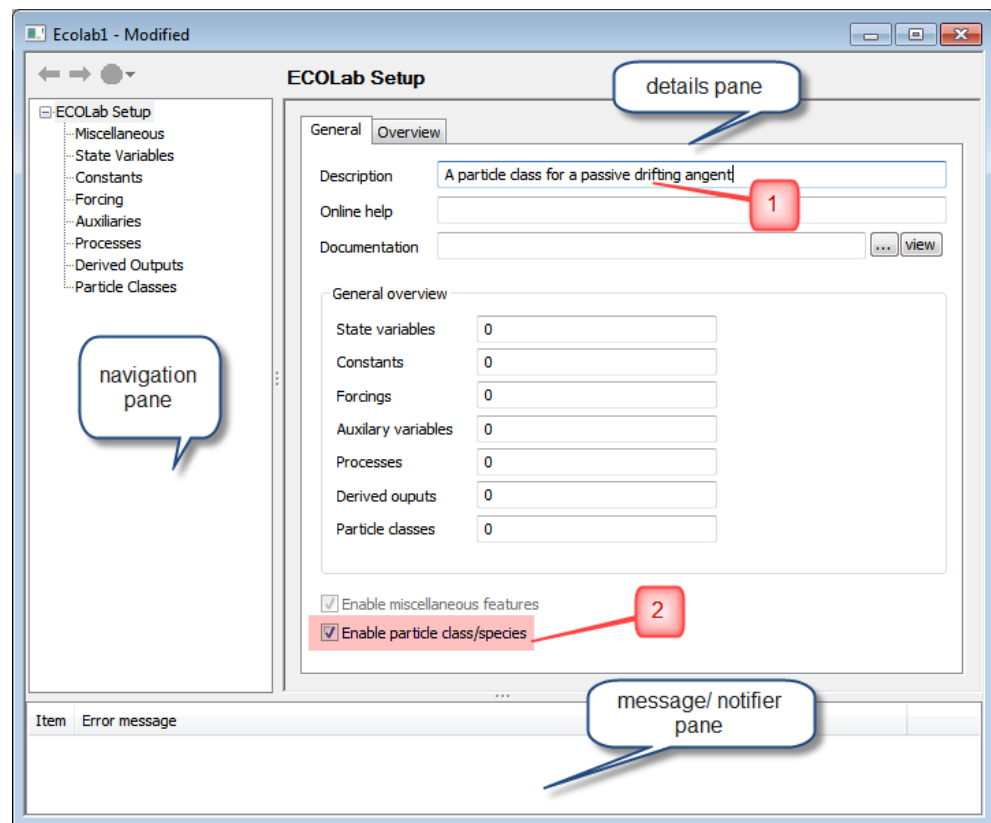 Ecolab1 - Modified
ECOLab Setup
details pane
ECOLab Setup
Miscellaneous
State Variables
Constants
Forcing
Auxiliaries
Processes
Derived Outputs
Particle Classes
navigation
pane
General Overview
Description A particle class for a passive drifting angent
1
Online help
Documentation ... view
General overview
State variables 0
Constants 0
Forcings 0
Auxilary variables 0
Processes 0
Derived ouputs 0
Particle classes 0
Enable miscellaneous features
2
Enable particle class/species
message/ notifier
pane
Item Error message